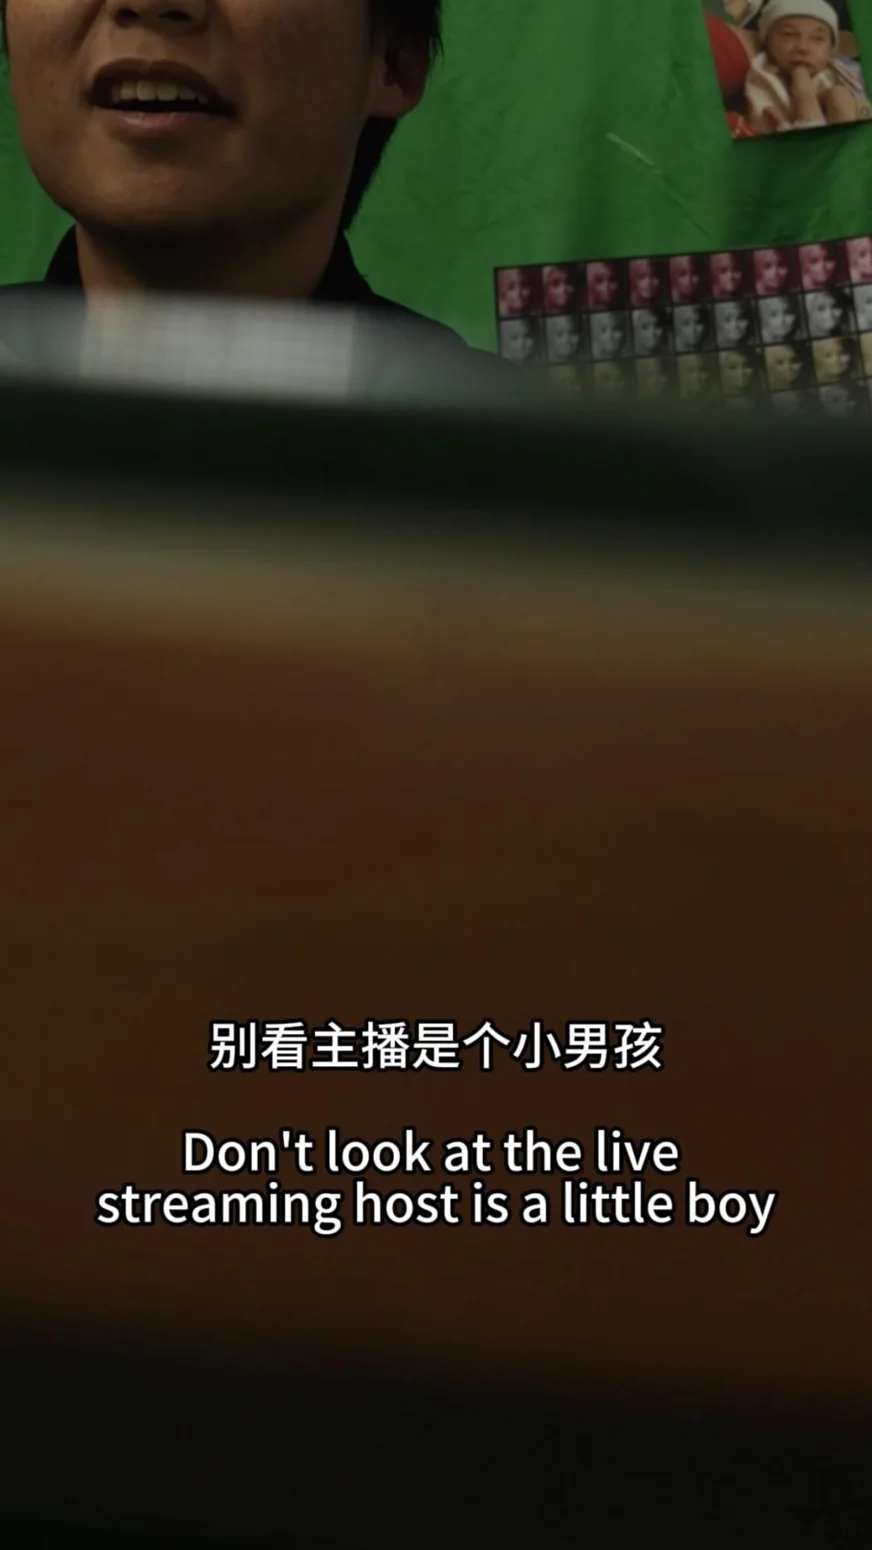 别看主播是个小男孩
Don't look at the live
streaming host is a little boy